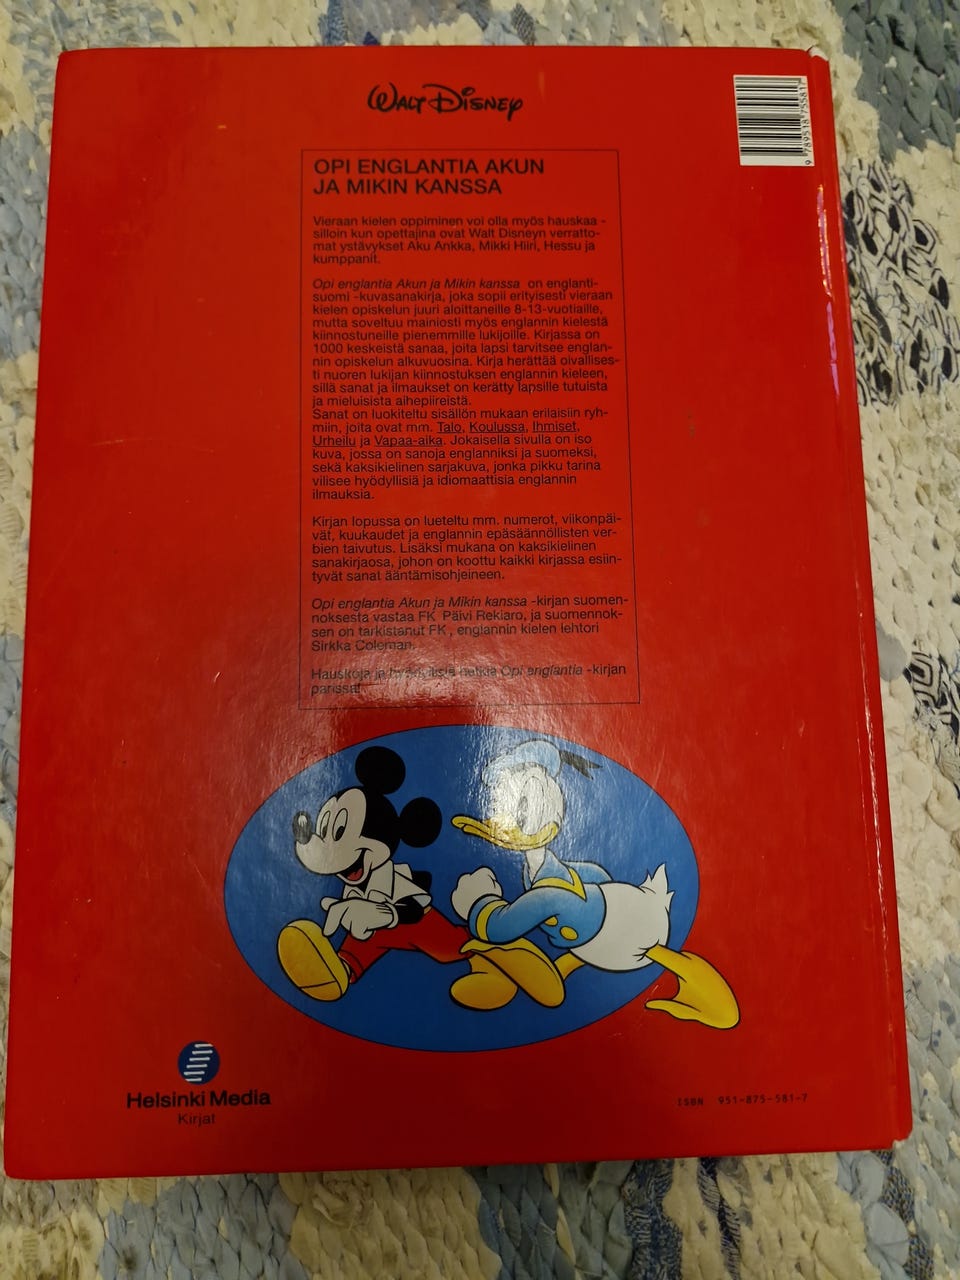 WALT DISNEY
9789518755817
OPI ENGLANTIA AKUN
JA MIKIN KANSSA
Vieraan kielen oppiminen voi olla myös hauskaa -
silloin kun opettajina ovat Walt Disneyn verratto-
mat ystävykset Aku Ankka, Mikki Hiiri, Hessu ja
kumppanit.
Opi englantia Akun ja Mikin kanssa on englanti-
suomi -kuvasanakirja, joka sopii erityisesti vieraan
kielen opiskelun juuri aloittaneille 8-13-vuotiaille,
mutta soveltuu mainiosti myös englannin kielestä
kiinnostuneille pienemmille lukijoille. Kirjassa on
1000 keskeistä sanaa, joita lapsi tarvitsee englan-
nin opiskelun alkuvuosina. Kirja herättää oivallises-
ti nuoren lukijan kiinnostuksen englannin kieleen,
sillä sanat ja ilmaukset on kerätty lapsille tutuista
ja mieluisista aihepiireistä.
Sanat on luokiteltu sisällön mukaan erilaisiin ryh-
miin, joita ovat mm. Talo, Koulussa, Ihmiset,
Urheilu ja Vapaa-aika. Jokaisella sivulla on iso
kuva, jossa on sanoja englanniksi ja suomeksi,
sekä kaksikielinen sarjakuva, jonka pikku tarina
vilisee hyödyllisiä ja idiomaattisia englannin
ilmauksia.
Kirjan lopussa on lueteltu mm. numerot, viikonpäi-
vät, kuukaudet ja englannin epäsäännöllisten ver-
bien taivutus. Lisäksi mukana on kaksikielinen
sanakirjaosa, johon on koottu kaikki kirjassa esiin-
tyvät sanat ääntämisohjeineen.
Opi englantia Akun ja Mikin kanssa -kirjan suomen-
noksesta vastaa FK Päivi Rekiaro, ja suomennok-
sen on tarkistanut FK, englannin kielen lehtori
Sirkka Coleman.
Hauskoja ja hyödyllisiä hetkiä Opi englantia -kirjan
parissa!
Helsinki Media
Kirjat
ISBN 951-875-581-7